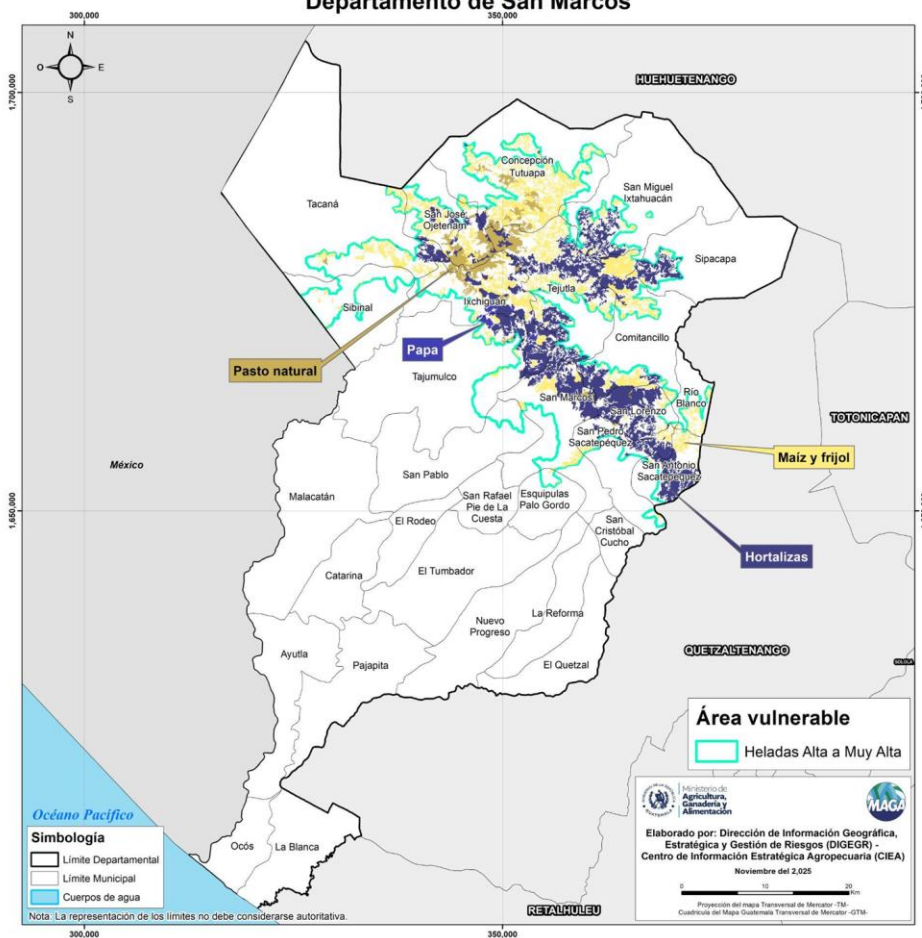 Departamento de San Marcos
300,000
350,000
N
O
E
S
1,700,000
HUEHUETENANGO
Concepción
Tutuapa
San Miguel
Ixtahuacán
Tacaná
San José
Ojetenam
Sipacapa
Tejutla
Ixchiguán
Sibinal
Comitancillo
Papa
Pasto natural
Tajumulco
Río
Blanco
San Marcos
San Lorenzo
TOTONICAPAN
San Pedro
Sacatepéquez
Maíz y frijol
México
San Antonio
Sacatepéquez
San Pablo
Malacatán
San Rafael
Pie de La
Cuesta
Esquipulas
Palo Gordo
1,650,000
El Rodeo
San
Cristóbal
Cucho
Hortalizas
Catarina
El Tumbador
La Reforma
Nuevo
Progreso
Ayutla
Pajapita
El Quetzal
QUETZALTENANGO
SOLOLA
Área vulnerable
Heladas Alta a Muy Alta
Océano Pacífico
Simbología
Límite Departamental
Límite Municipal
Cuerpos de agua
Ocós
La Blanca
Ministerio de
Agricultura,
Ganadería y
Alimentación
MAGA
Elaborado por: Dirección de Información Geográfica,
Estratégica y Gestión de Riesgos (DIGEGR) -
Centro de Información Estratégica Agropecuaria (CIEA)
Noviembre del 2,025
0 10 20
Km
Proyección del mapa Transversal de Mercator -TM-
Cuadrícula del Mapa Guatemala Transversal de Mercator -GTM-
Nota: La representación de los límites no debe considerarse autoritativa.
RETALHULEU
300,000
350,000